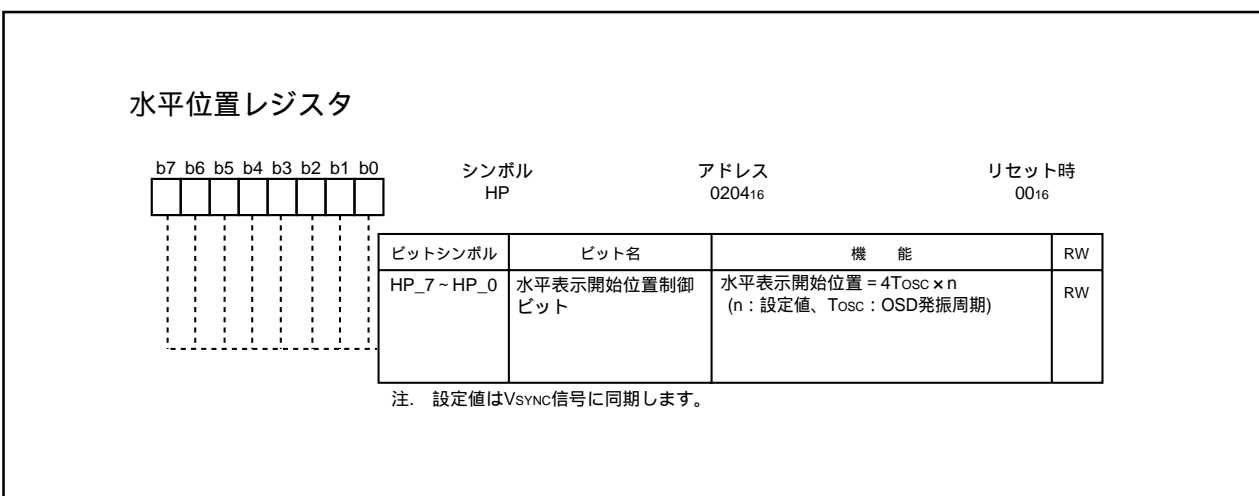 水平位置レジスタ
b7 b6 b5 b4 b3 b2 b1 b0
シンボル アドレス リセット時
HP 020416 0016
ビットシンボル ビット名 機 能 RW
HP_7~HP_0 水平表示開始位置制御 水平表示開始位置 = 4Tosc × n RW
ビット (n:設定値、Tosc:OSD発振周期)
注. 設定値はVSYNC信号に同期します。